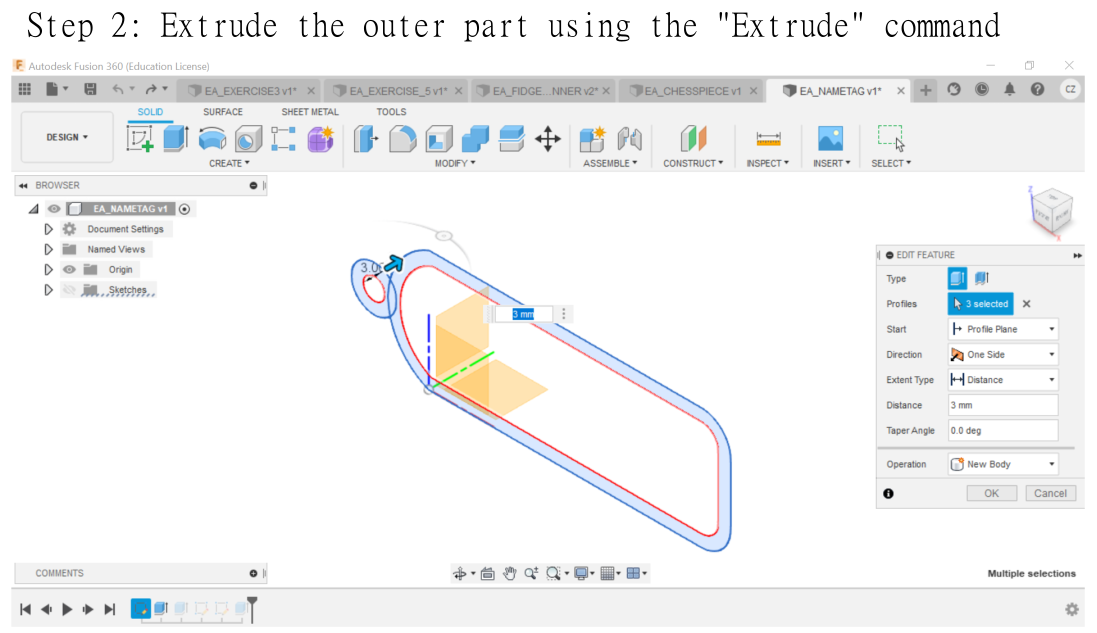 Step 2: Extrude the outer part using the "Extrude" command
Autodesk Fusion 360 (Education License)
EA_EXERCISE3 v1* EA_EXERCISE_5 v1* EA_FIDGE...NNER v2* EA_CHESSPIECE v1 EA_NAMETAG v1* CZ
SOLID SURFACE SHEET METAL TOOLS
DESIGN
CREATE MODIFY ASSEMBLE CONSTRUCT INSPECT INSERT SELECT
BROWSER
EA_NAMETAG v1
Document Settings
Named Views
Origin
Sketches
3 mm
EDIT FEATURE
Type
Profiles 3 selected
Start Profile Plane
Direction One Side
Extent Type Distance
Distance 3 mm
Taper Angle 0.0 deg
Operation New Body
OK Cancel
COMMENTS
Multiple selections